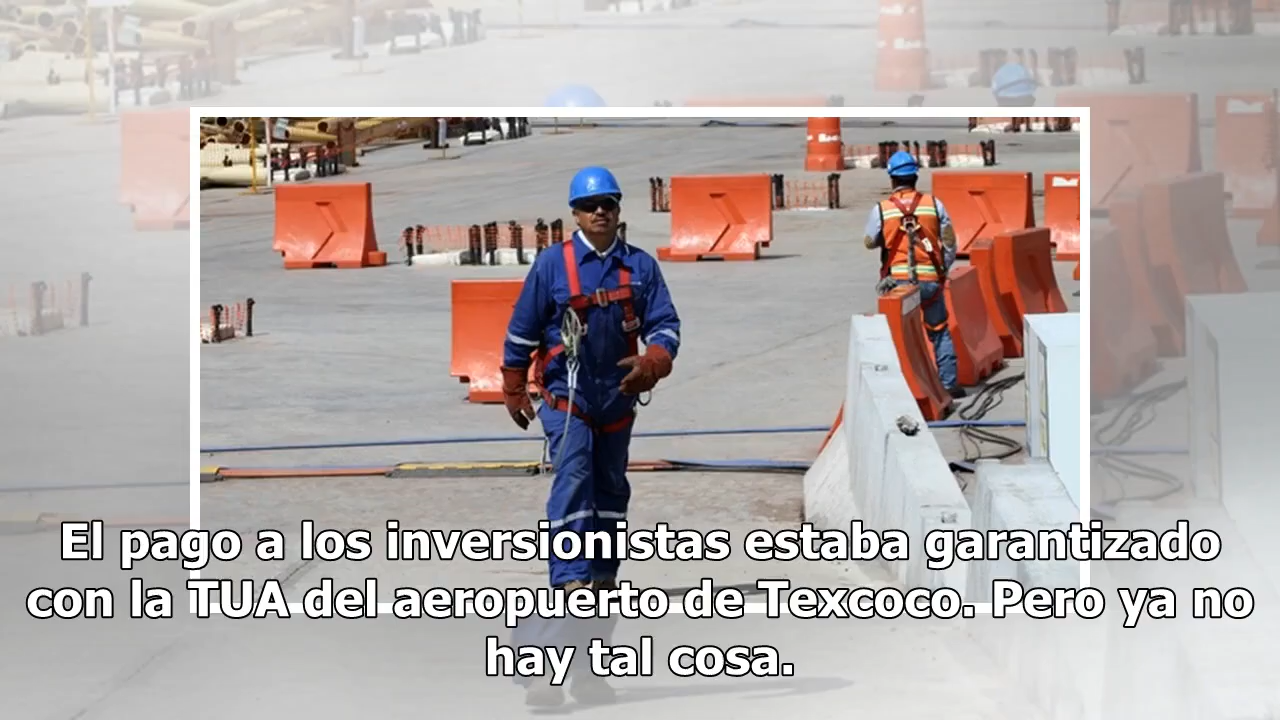 El pago a los inversionistas estaba garantizado
con la TUA del aeropuerto de Texcoco. Pero ya no
hay tal cosa.